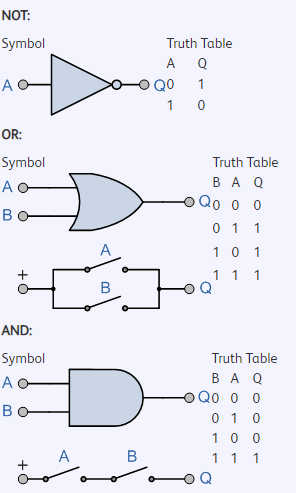 NOT:
Symbol Truth Table
A Q
A Q 0 1
1 0
OR:
Symbol Truth Table
B A Q
A
Q 0 0 0
B
0 1 1
A 1 0 1
+ B 1 1 1
Q
AND:
Symbol Truth Table
B A Q
A
Q 0 0 0
B 0 1 0
1 0 0
A B 1 1 1
+
Q